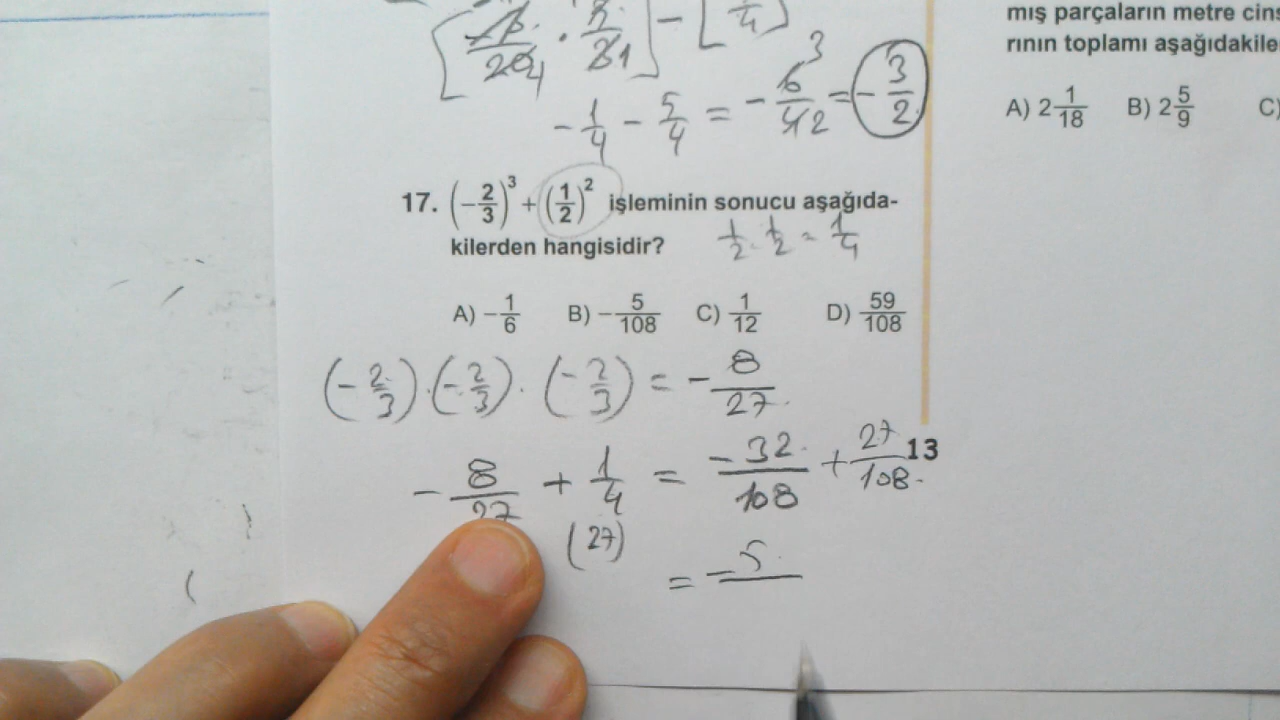 mış parçaların metre cins
rının toplamı aşağıdakile
A) 2 1/18 B) 2 5/9 C)
- 1/4 - 5/4 = - 6/4 3/2 = - 3/2
17. (-2/3)³ + (1/2)² işleminin sonucu aşağıda-
kilerden hangisidir?
1/2 . 1/2 = 1/4
A) -1/6 B) -5/108 C) 1/12 D) 59/108
(-2/3) . (-2/3) . (-2/3) = - 8/27
- 8/27 + 1/4 = -32/108 + 27/108
(27)
= - 5
13